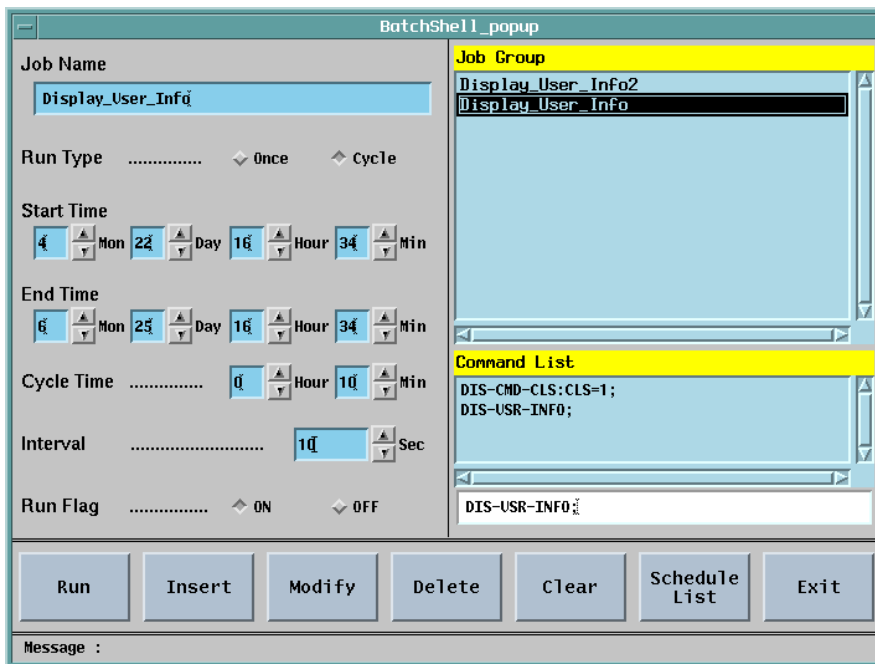 BatchShell_popup
Job Name
Display_User_Info
Run Type ............... Once Cycle
Start Time
4 Mon 22 Day 16 Hour 34 Min
End Time
6 Mon 25 Day 16 Hour 34 Min
Cycle Time ............... 0 Hour 10 Min
Interval ........................... 10 Sec
Run Flag ................ ON OFF
Job Group
Display_User_Info2
Display_User_Info
Command List
DIS-CMD-CLS:CLS=1;
DIS-USR-INFO;
DIS-USR-INFO;
Run Insert Modify Delete Clear Schedule List Exit
Message :